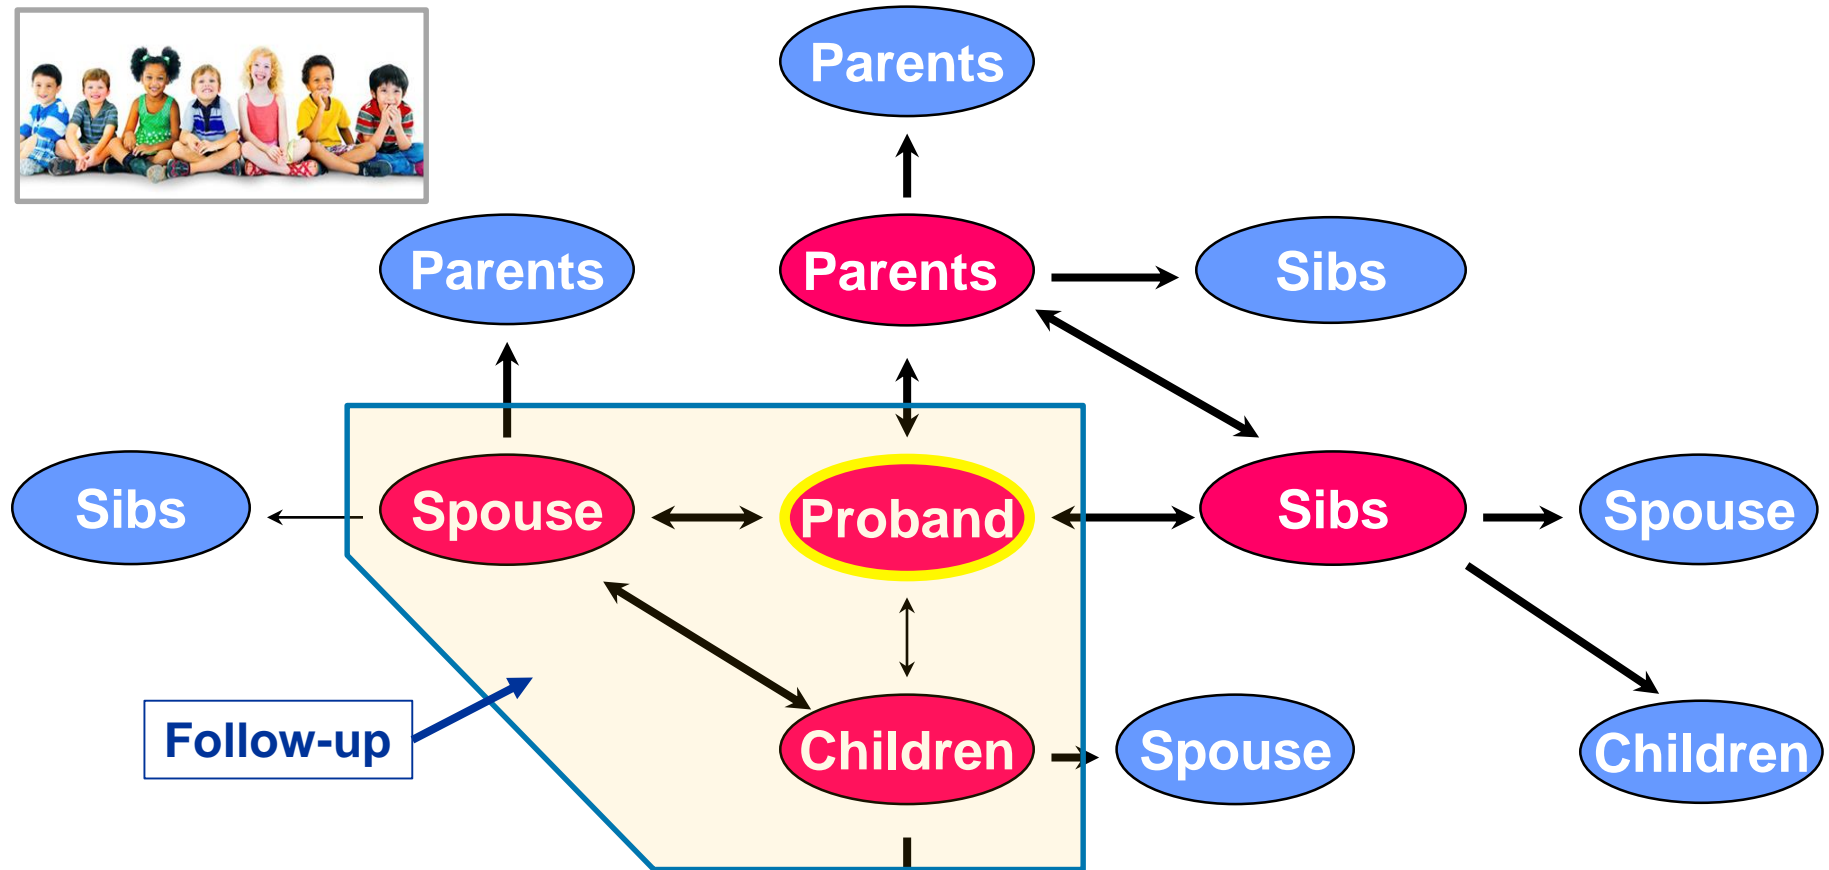 Parents
Parents
Parents
Sibs
Sibs
Spouse
Proband
Sibs
Spouse
Follow-up
Children
Spouse
Children